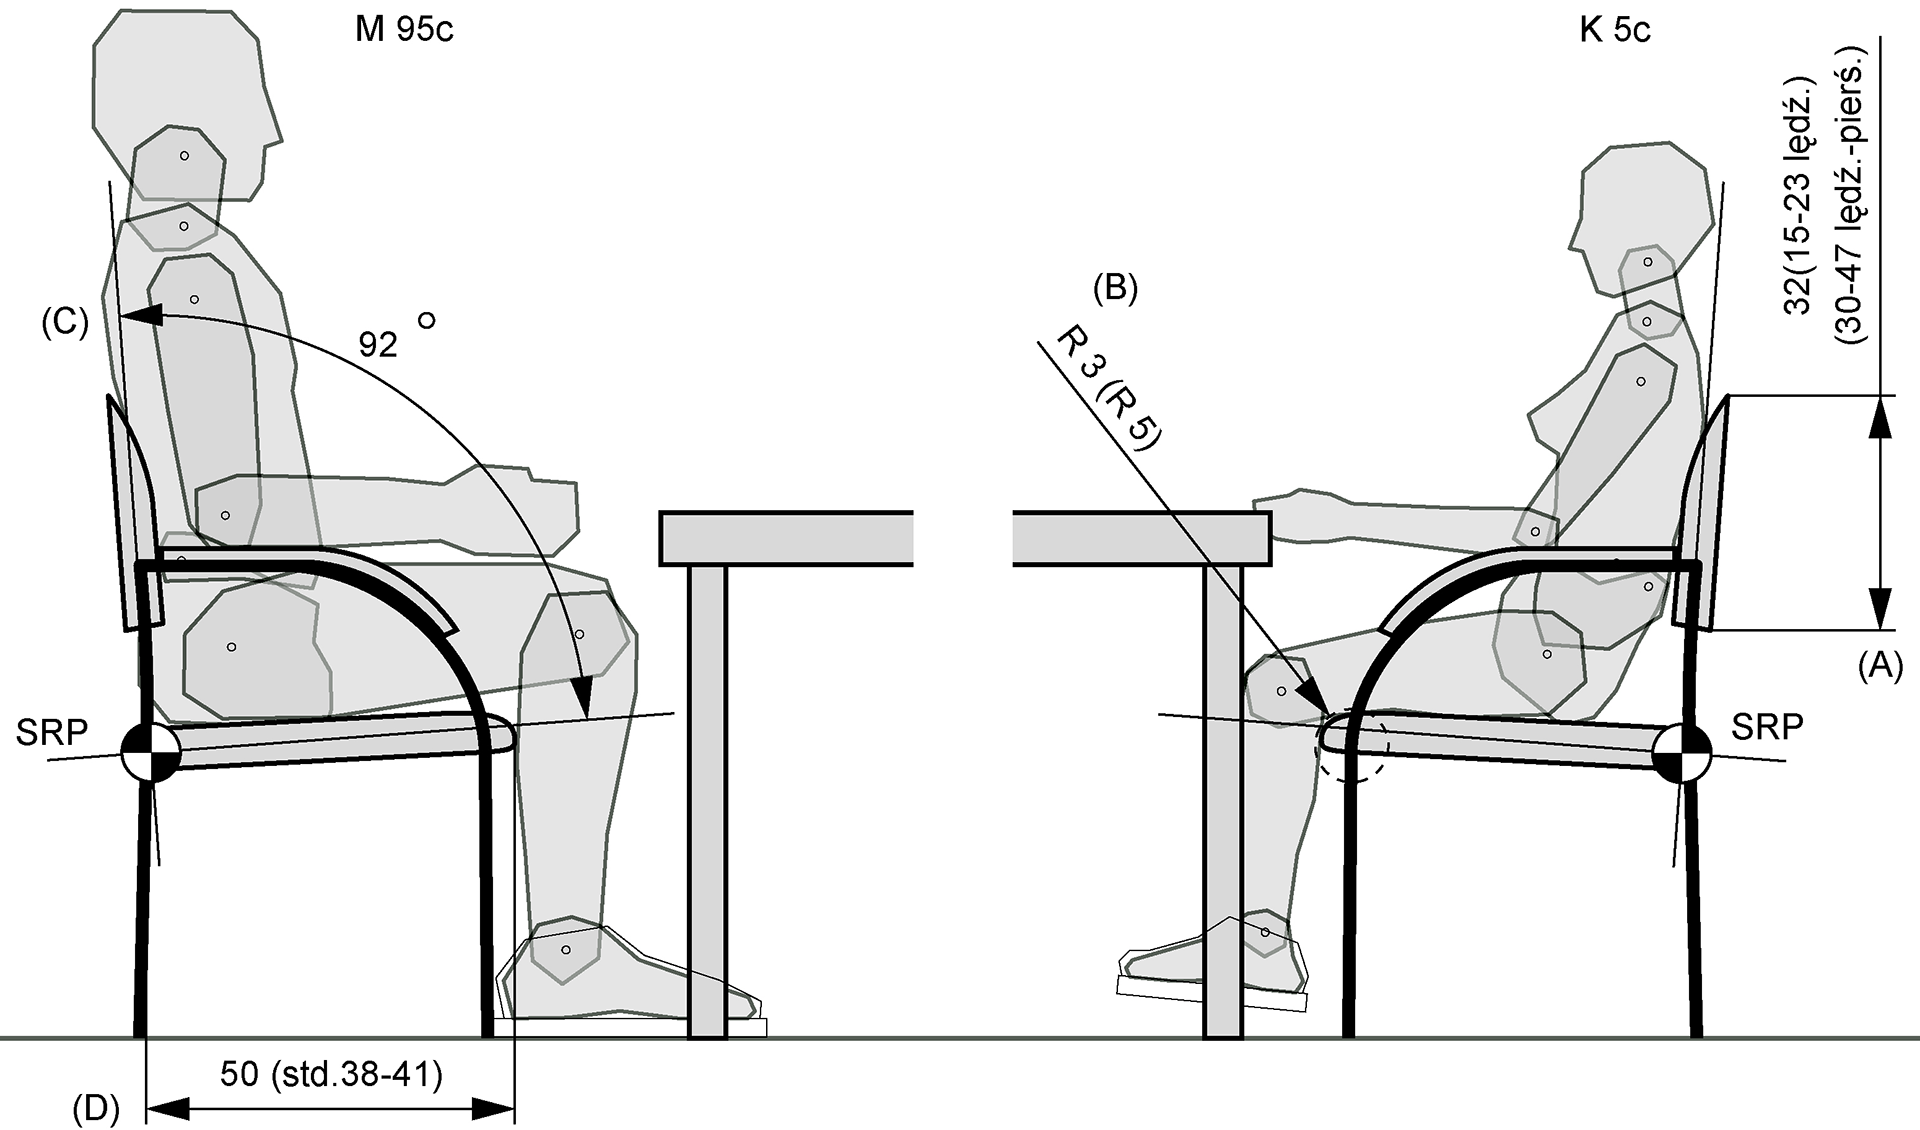 M 95c
K 5c
32(15-23 lędź.)
(30-47 lędź.-pierś.)
(B)
(C)
92 °
R 3 (R 5)
(A)
SRP
SRP
50 (std.38-41)
(D)